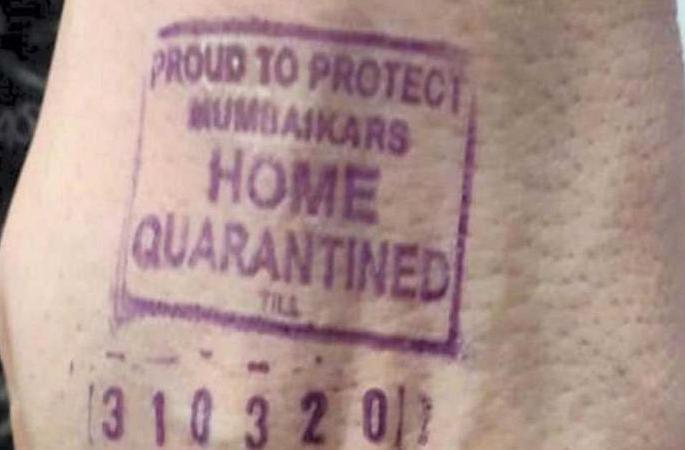 PROUD TO PROTECT
MUMBAIKARS
HOME
QUARANTINED
TILL
310320